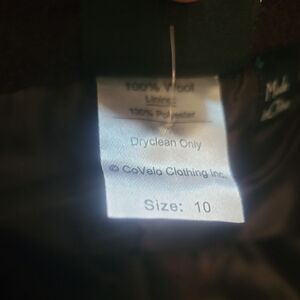 100% Wool
Lining:
100% Polyester
Dryclean Only
© CoVelo Clothing Inc.
Size: 10